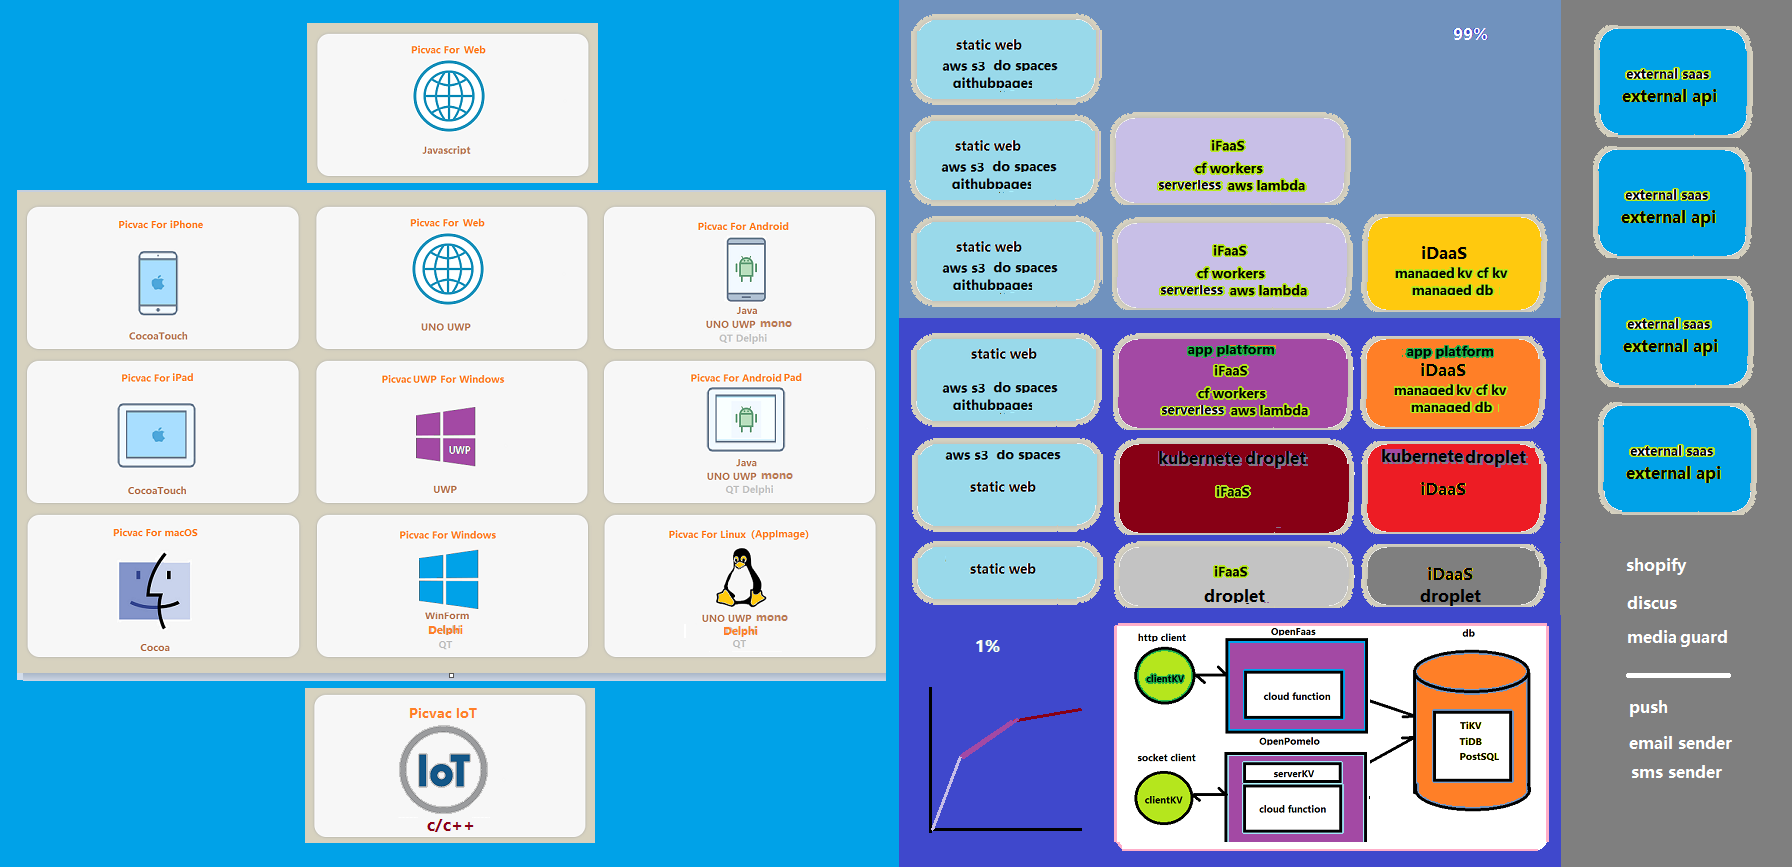 Picvac For Web
Javascript
Picvac For iPhone
CocoaTouch
Picvac For Web
UNO UWP
Picvac For Android
Java
UNO UWP mono
QT Delphi
Picvac For iPad
CocoaTouch
Picvac UWP For Windows
UWP
UWP
Picvac For Android Pad
Java
UNO UWP mono
QT Delphi
Picvac For macOS
Cocoa
Picvac For Windows
WinForm
Delphi
QT
Picvac For Linux (AppImage)
UNO UWP mono
Delphi
QT
Picvac IoT
IoT
c/c++
99%
static web
aws s3 do spaces
githubpages
static web
aws s3 do spaces
githubpages
iFaaS
cf workers
serverless aws lambda
static web
aws s3 do spaces
githubpages
iFaaS
cf workers
serverless aws lambda
iDaaS
managed kv cf kv
managed db
static web
aws s3 do spaces
githubpages
app platform
iFaaS
cf workers
serverless aws lambda
app platform
iDaaS
managed kv cf kv
managed db
aws s3 do spaces
static web
kubernete droplet
iFaaS
kubernete droplet
iDaaS
static web
iFaaS
droplet
iDaaS
droplet
1%
http client
clientKV
OpenFaas
cloud function
db
TiKV
TiDB
PostSQL
socket client
clientKV
OpenPomelo
serverKV
cloud function
external saas
external api
external saas
external api
external saas
external api
external saas
external api
shopify
discus
media guard
push
email sender
sms sender